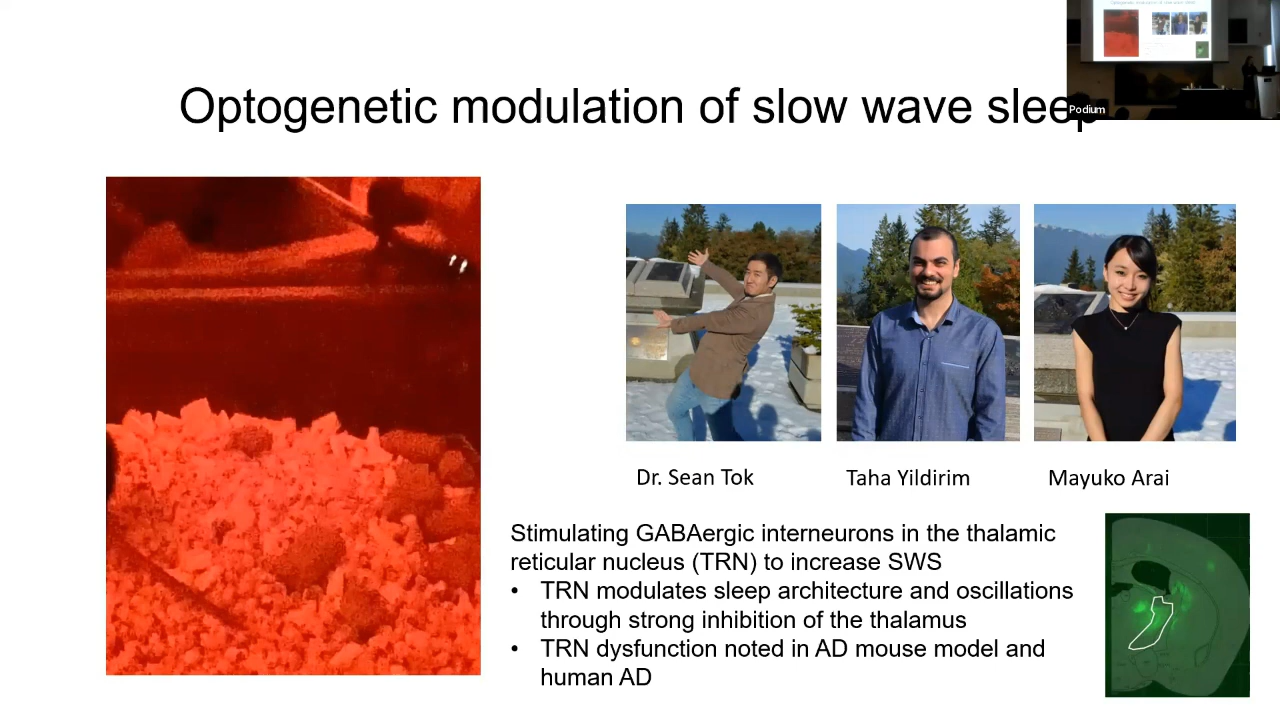 Optogenetic modulation of slow wave sleep
Podium
Dr. Sean Tok
Taha Yildirim
Mayuko Arai
Stimulating GABAergic interneurons in the thalamic
reticular nucleus (TRN) to increase SWS
• TRN modulates sleep architecture and oscillations
through strong inhibition of the thalamus
• TRN dysfunction noted in AD mouse model and
human AD